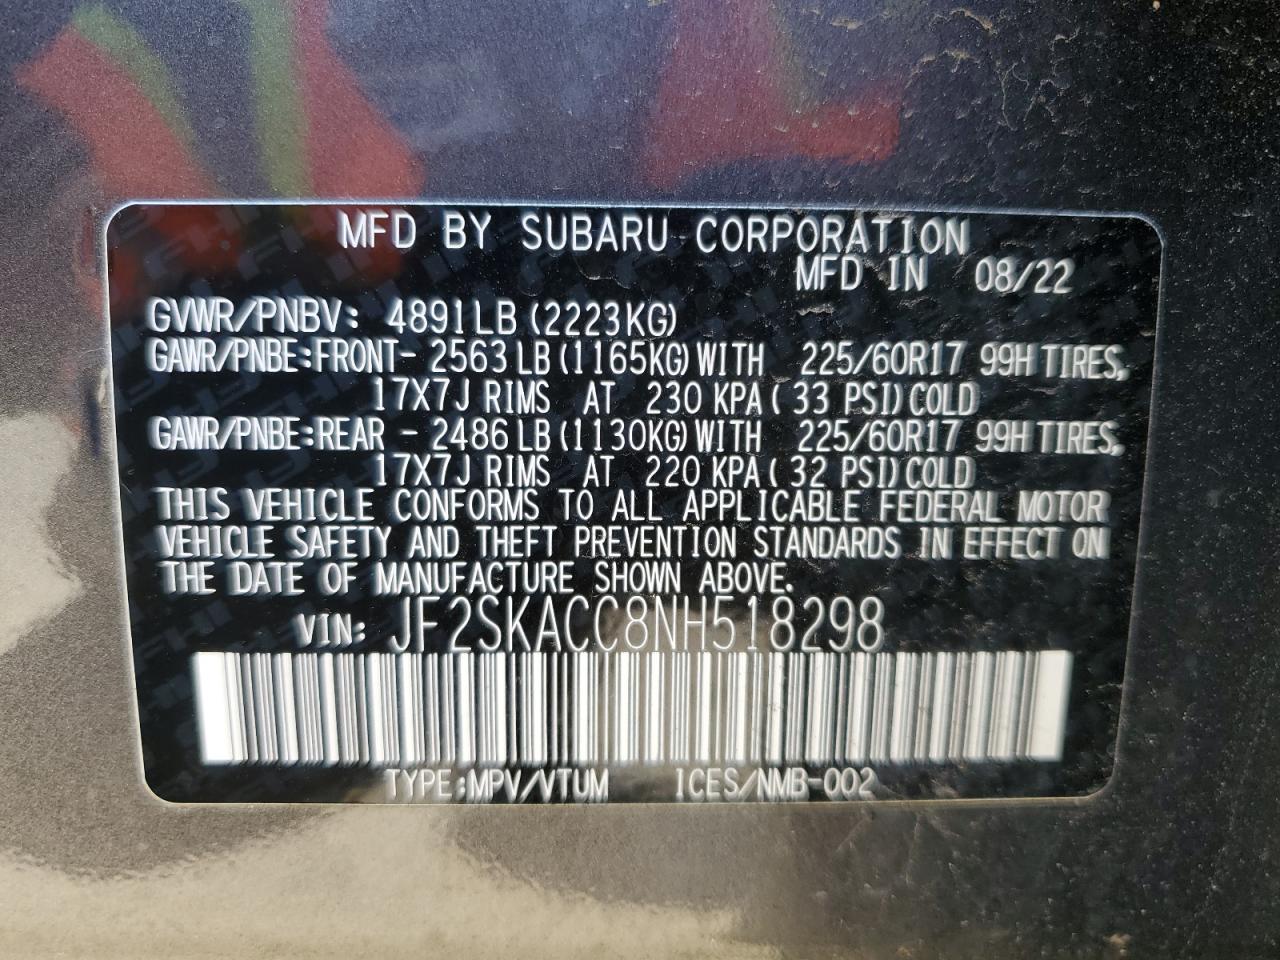 MFD BY SUBARU CORPORATION
MFD IN 08/22
GVWR/PNBV: 4891LB (2223KG)
GAWR/PNBE:FRONT- 2563LB (1165KG) WITH 225/60R17 99H TIRES,
17X7J RIMS AT 230 KPA (33 PSI) COLD
GAWR/PNBE:REAR - 2486LB (1130KG) WITH 225/60R17 99H TIRES,
17X7J RIMS AT 220 KPA (32 PSI) COLD
THIS VEHICLE CONFORMS TO ALL APPLICABLE FEDERAL MOTOR
VEHICLE SAFETY AND THEFT PREVENTION STANDARDS IN EFFECT ON
THE DATE OF MANUFACTURE SHOWN ABOVE.
VIN: JF2SKACC8NH518298
TYPE:MPV/VTUM ICES/NMB-002